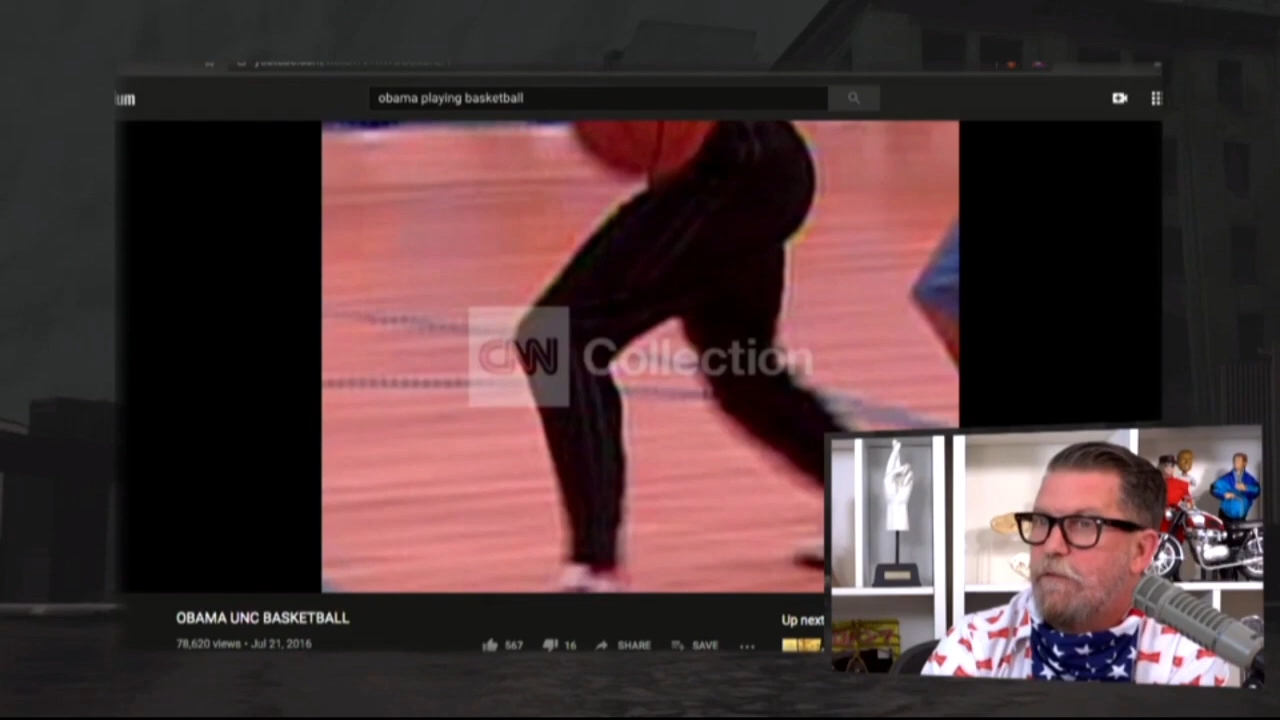 um
obama playing basketball
CNN Collection
OBAMA UNC BASKETBALL
78,620 views • Jul 21, 2016
567
16
SHARE
SAVE
Up next